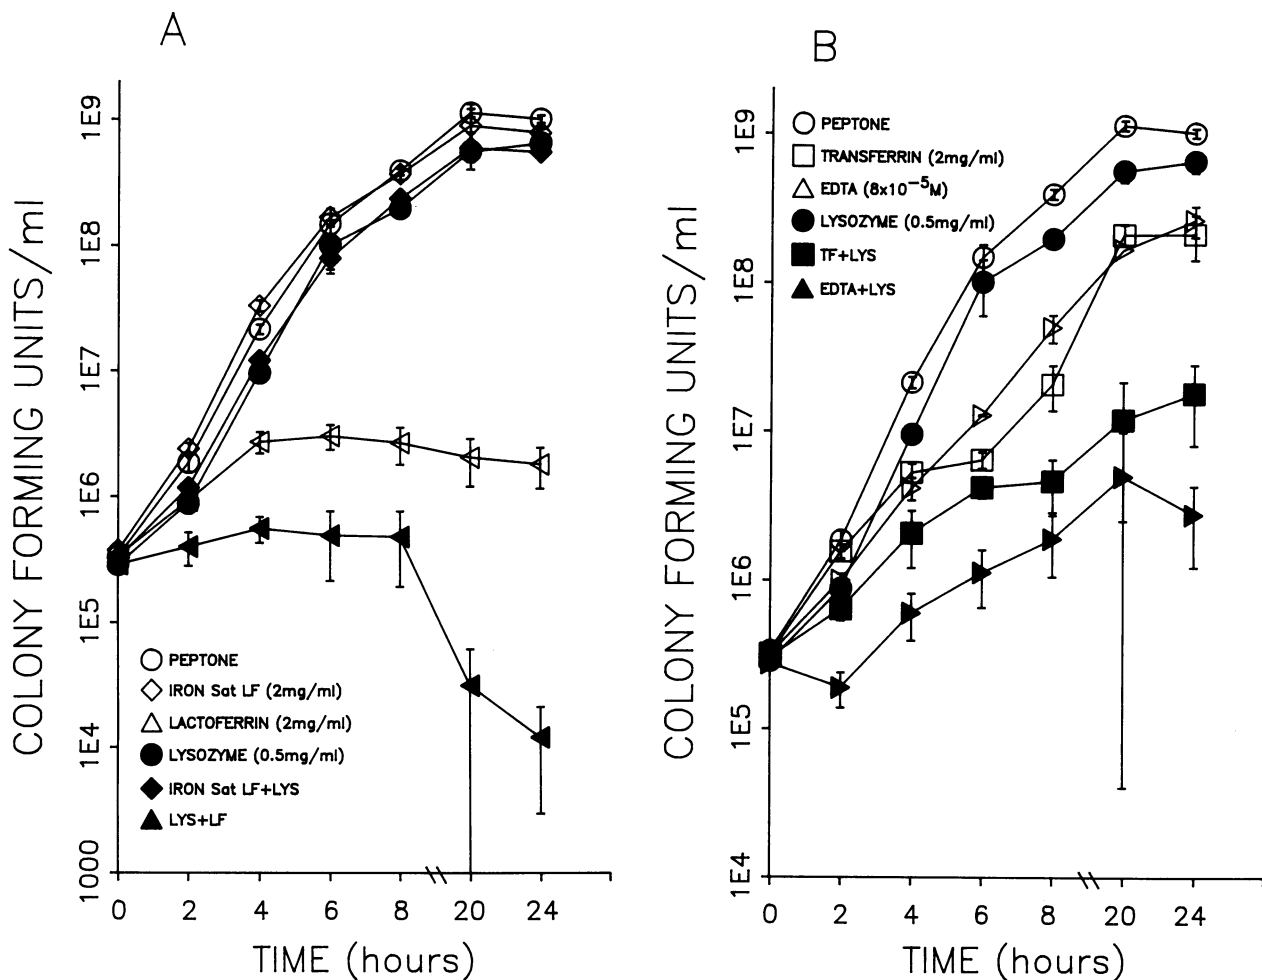 A
COLONY FORMING UNITS/ml
1E9
1E8
1E7
1E6
1E5
1E4
1000
PEPTONE
IRON Sat LF (2mg/ml)
LACTOFERRIN (2mg/ml)
LYSOZYME (0.5mg/ml)
IRON Sat LF+LYS
LYS+LF
0 2 4 6 8 20 24
TIME (hours)
B
COLONY FORMING UNITS/ml
1E9
1E8
1E7
1E6
1E5
1E4
PEPTONE
TRANSFERRIN (2mg/ml)
EDTA (8x10⁻⁵M)
LYSOZYME (0.5mg/ml)
TF+LYS
EDTA+LYS
0 2 4 6 8 20 24
TIME (hours)